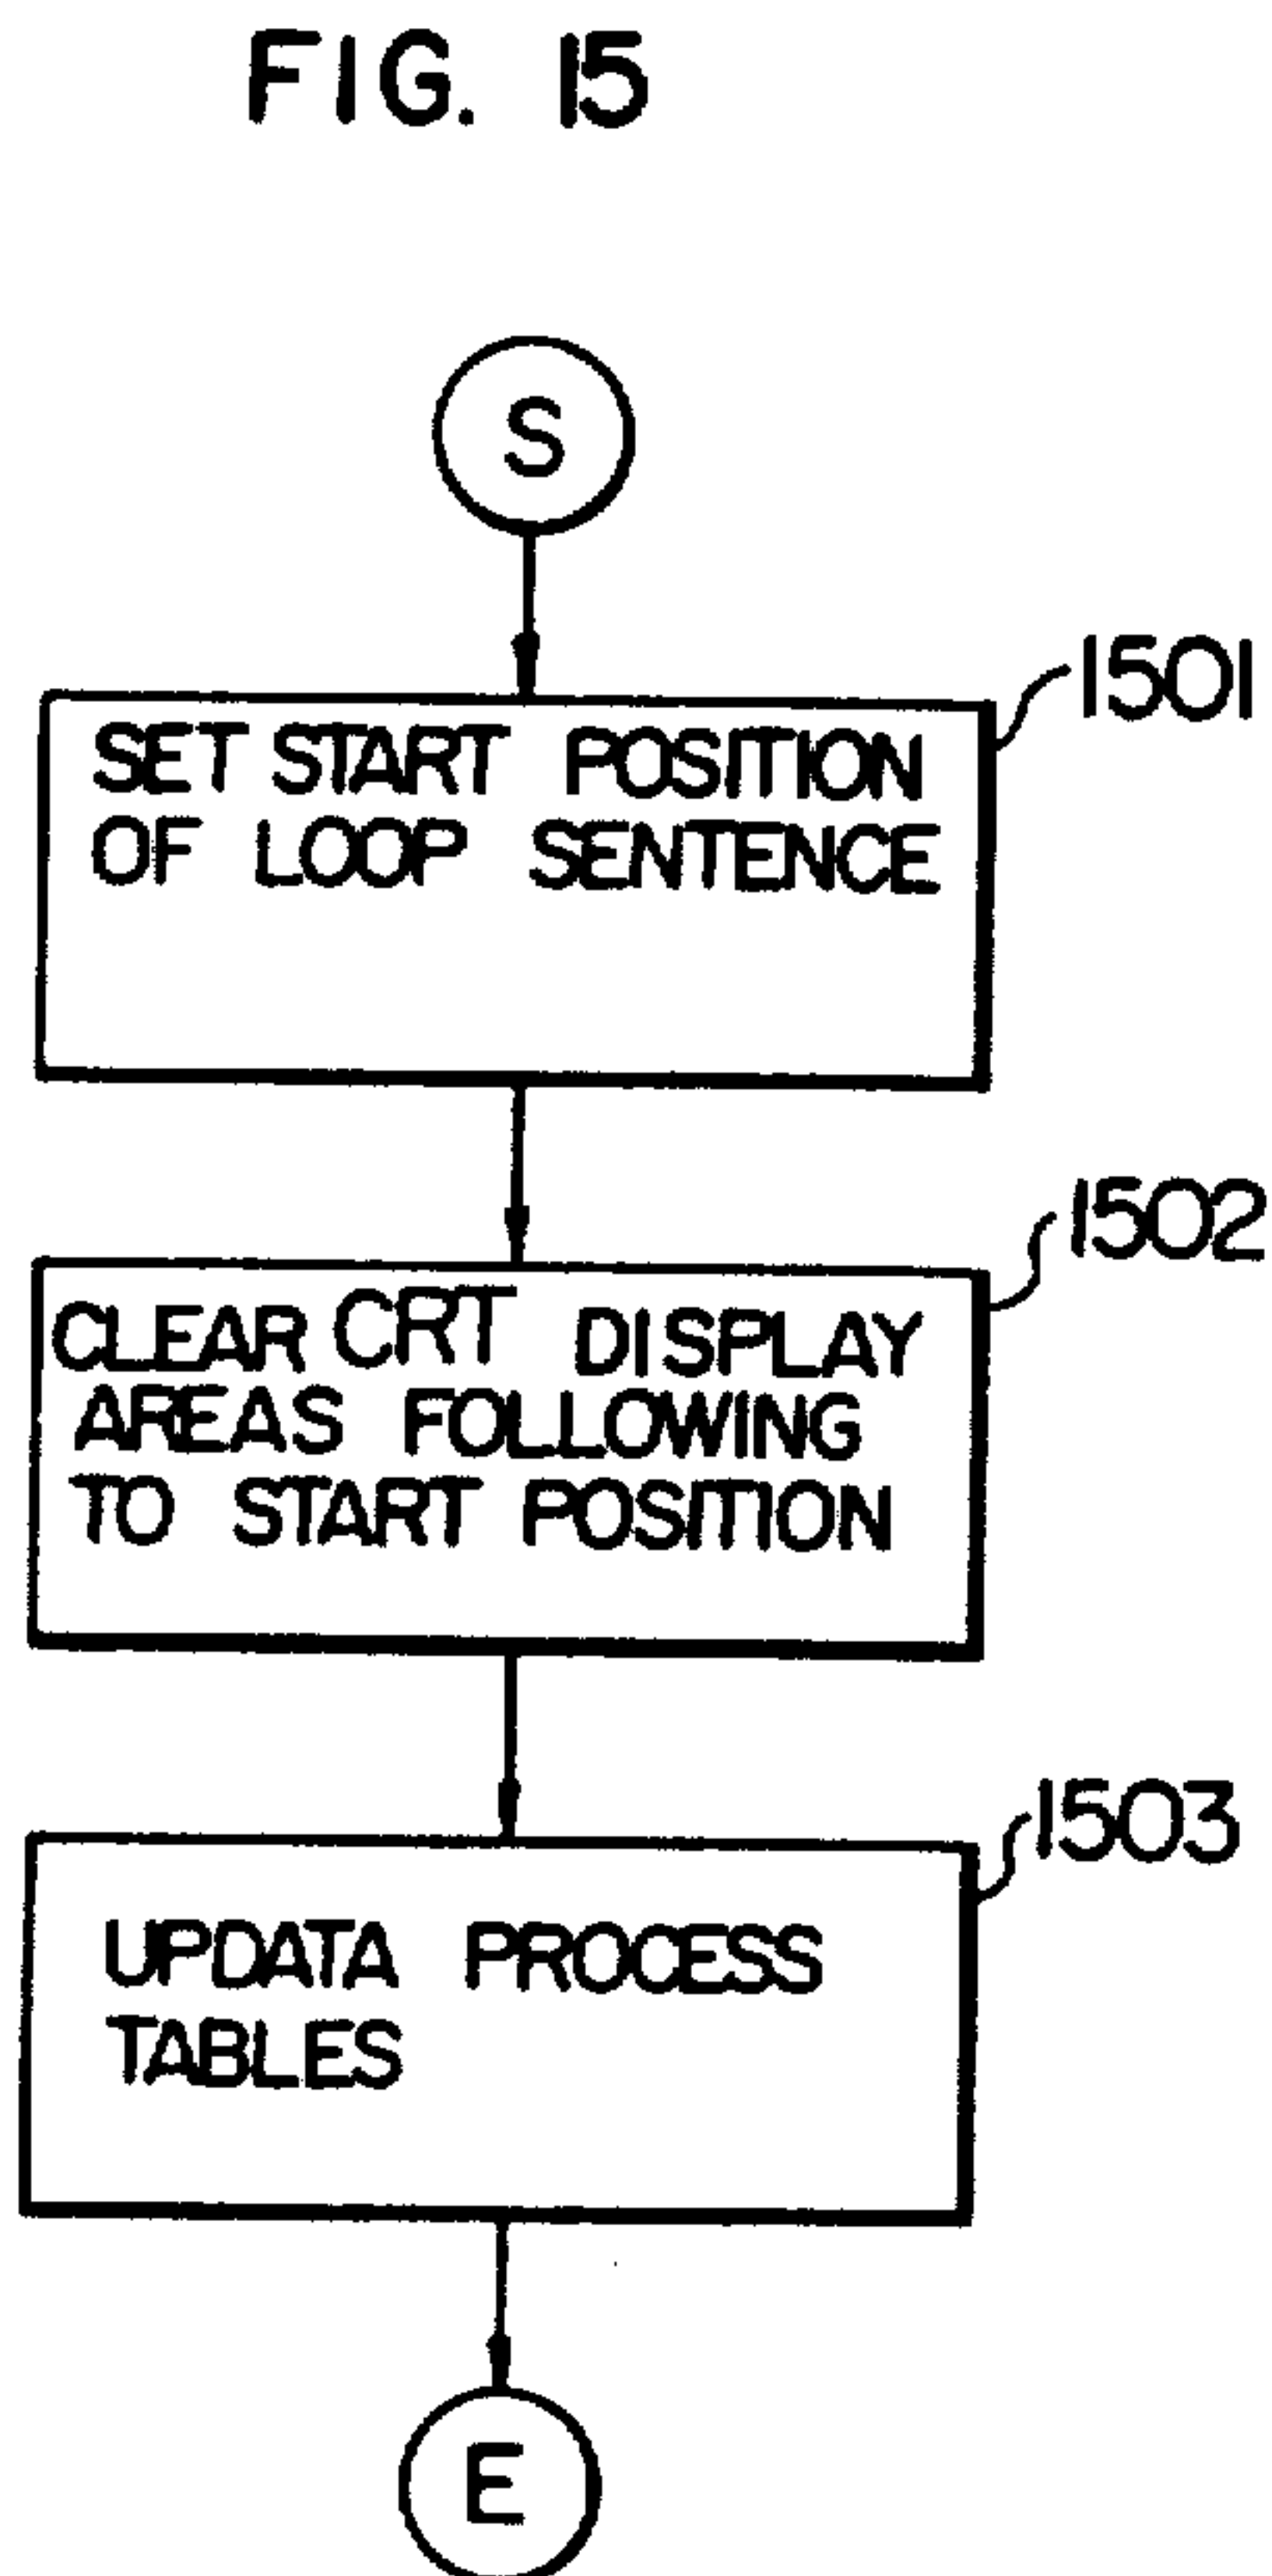 FIG. 15
S
1501
SET START POSITION
OF LOOP SENTENCE
1502
CLEAR CRT DISPLAY
AREAS FOLLOWING
TO START POSITION
1503
UPDATA PROCESS
TABLES
E